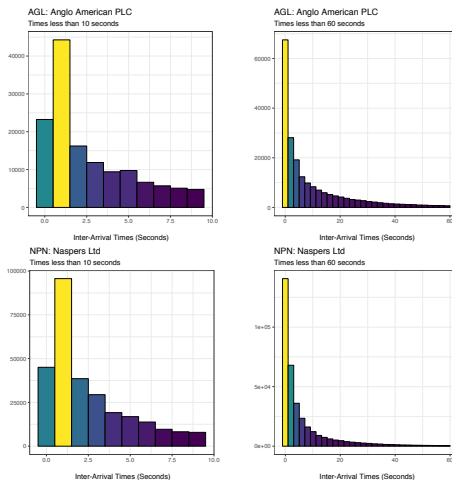 AGL: Anglo American PLC
Times less than 10 seconds
40000
30000
20000
10000
0
0.0 2.5 5.0 7.5 10.0
Inter-Arrival Times (Seconds)
AGL: Anglo American PLC
Times less than 60 seconds
60000
40000
20000
0
0 20 40 60
Inter-Arrival Times (Seconds)
NPN: Naspers Ltd
Times less than 10 seconds
100000
75000
50000
25000
0
0.0 2.5 5.0 7.5 10.0
Inter-Arrival Times (Seconds)
NPN: Naspers Ltd
Times less than 60 seconds
1e+05
5e+04
0e+00
0 20 40 60
Inter-Arrival Times (Seconds)